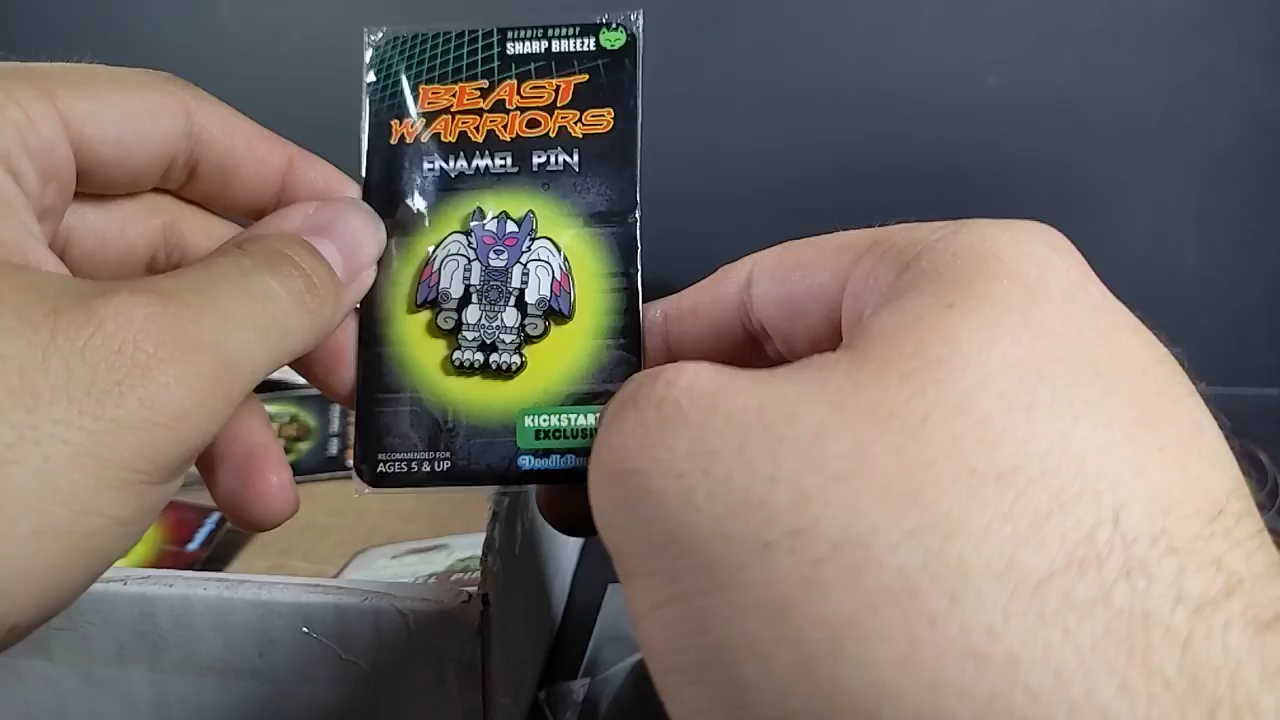 HEROIC ROBOT
SHARP BREEZE
BEAST
WARRIORS
ENAMEL PIN
RECOMMENDED FOR
AGES 5 & UP